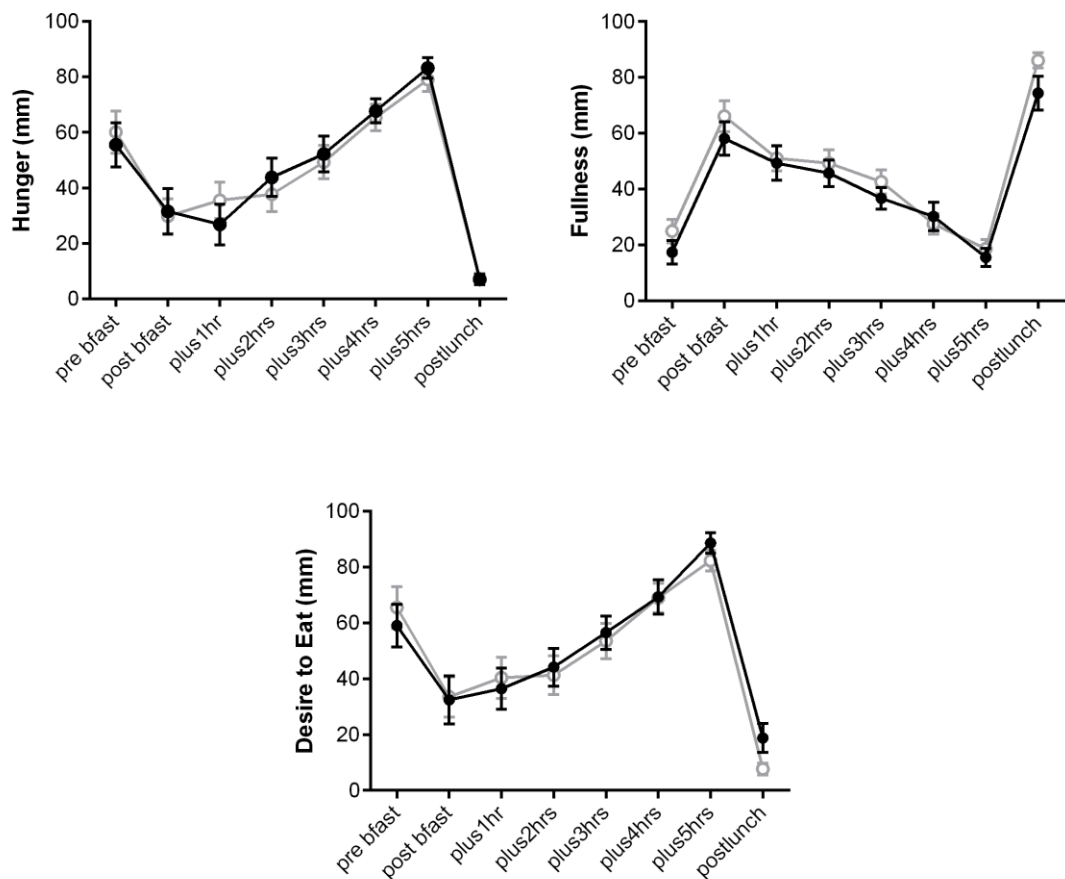 Hunger (mm)
100
80
60
40
20
0
pre bfast
post bfast
plus1hr
plus2hrs
plus3hrs
plus4hrs
plus5hrs
postlunch
Fullness (mm)
100
80
60
40
20
0
pre bfast
post bfast
plus1hr
plus2hrs
plus3hrs
plus4hrs
plus5hrs
postlunch
Desire to Eat (mm)
100
80
60
40
20
0
pre bfast
post bfast
plus1hr
plus2hrs
plus3hrs
plus4hrs
plus5hrs
postlunch